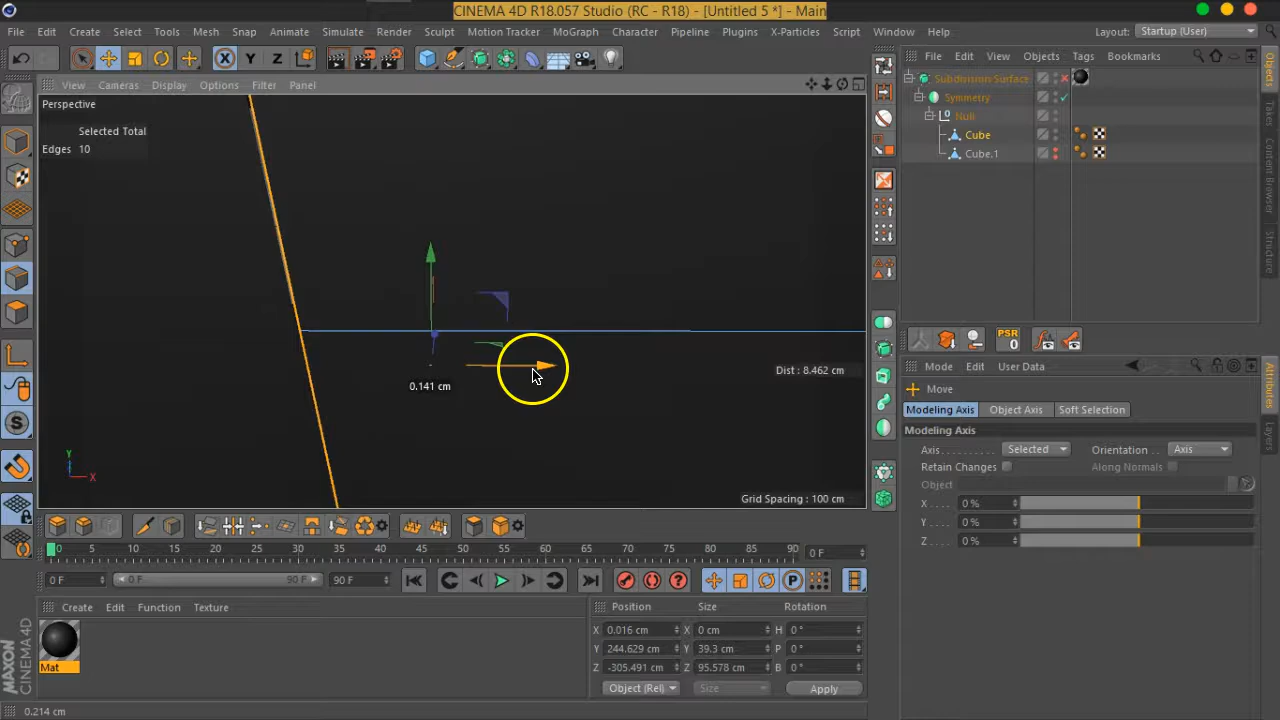 CINEMA 4D R18.057 Studio (RC - R18) - [Untitled 5 *] - Main
File Edit Create Select Tools Mesh Snap Animate Simulate Render Sculpt Motion Tracker MoGraph Character Pipeline Plugins X-Particles Script Window Help Layout: Startup (User)
X Y Z
File Edit View Objects Tags Bookmarks
View Cameras Display Options Filter Panel
Perspective
Selected Total
Edges 10
Subdivision Surface
Symmetry
Null
Cube
Cube.1
0.141 cm
Dist : 8.462 cm
Grid Spacing : 100 cm
Y
X
PSR
0
Mode Edit User Data
Move
Modeling Axis Object Axis Soft Selection
Modeling Axis
Axis Selected Orientation Axis
Retain Changes Along Normals
Object
X 0 %
Y 0 %
Z 0 %
Objects
Takes
Content Browser
Structure
Attributes
Layers
0 5 10 15 20 25 30 35 40 45 50 55 60 65 70 75 80 85 90 0 F
0 F 0 F 90 F 90 F
Create Edit Function Texture
Mat
Position Size Rotation
X 0.016 cm X 0 cm H 0 °
Y 244.629 cm Y 39.3 cm P 0 °
Z -305.491 cm Z 95.578 cm B 0 °
Object (Rel) Size Apply
MAXON
CINEMA 4D
0.214 cm